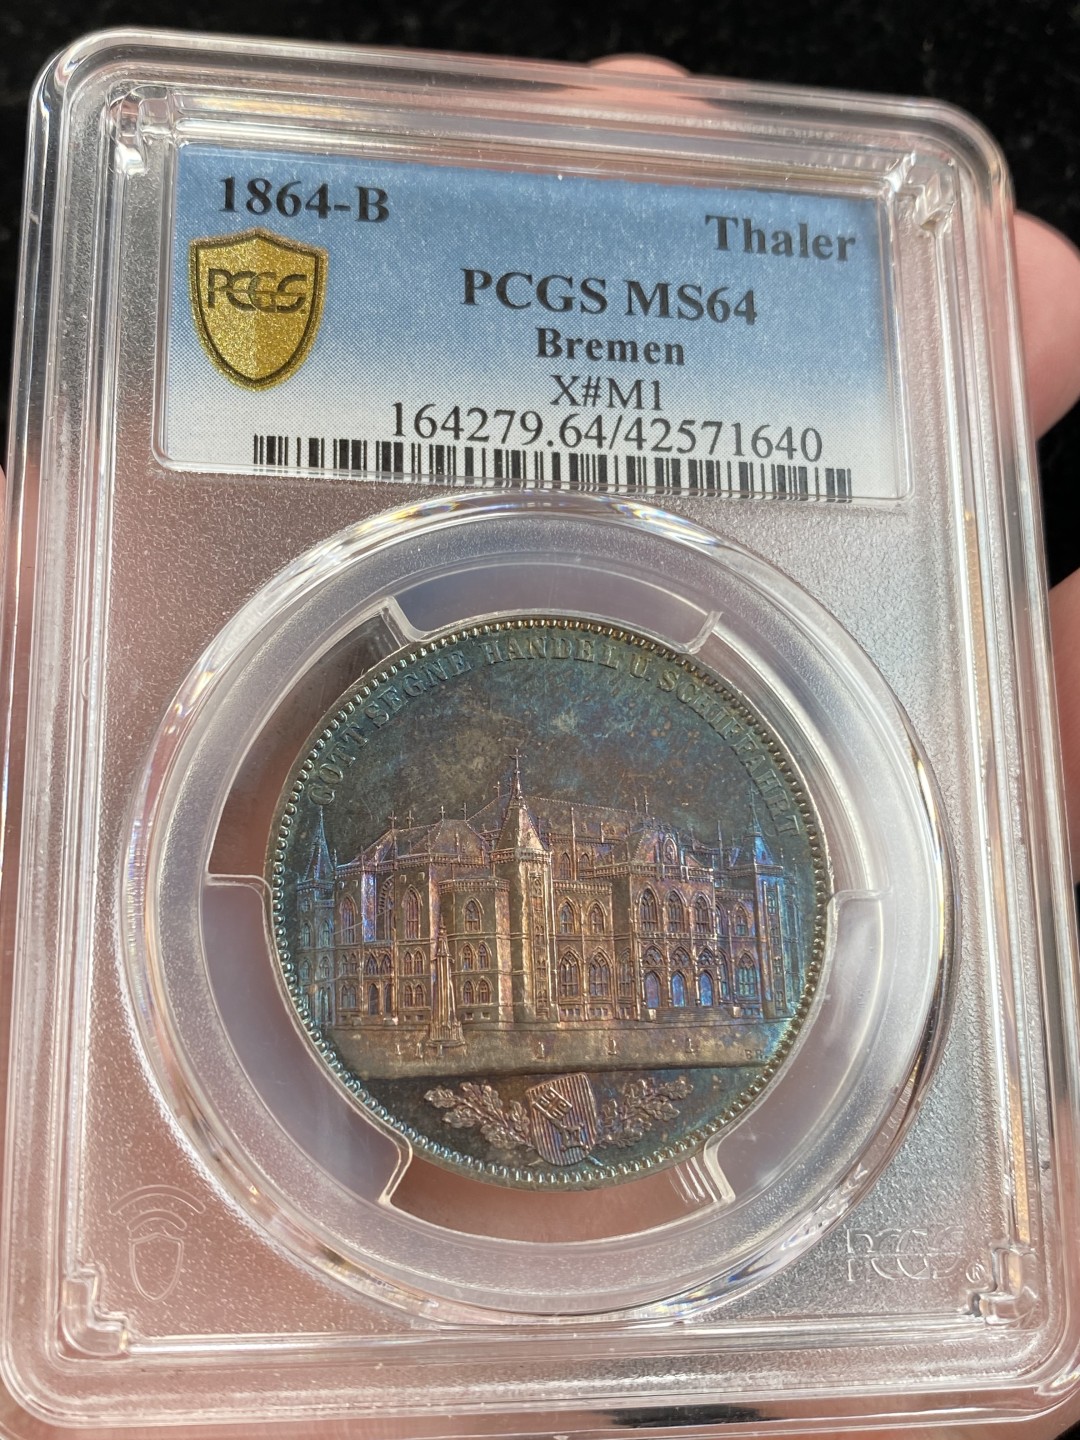 1864-B
Thaler
PCGS
PCGS MS64
Bremen
X#M1
164279.64/42571640
GOTT SEGNE HANDEL U. SCHIFFAHRT
PCGS®